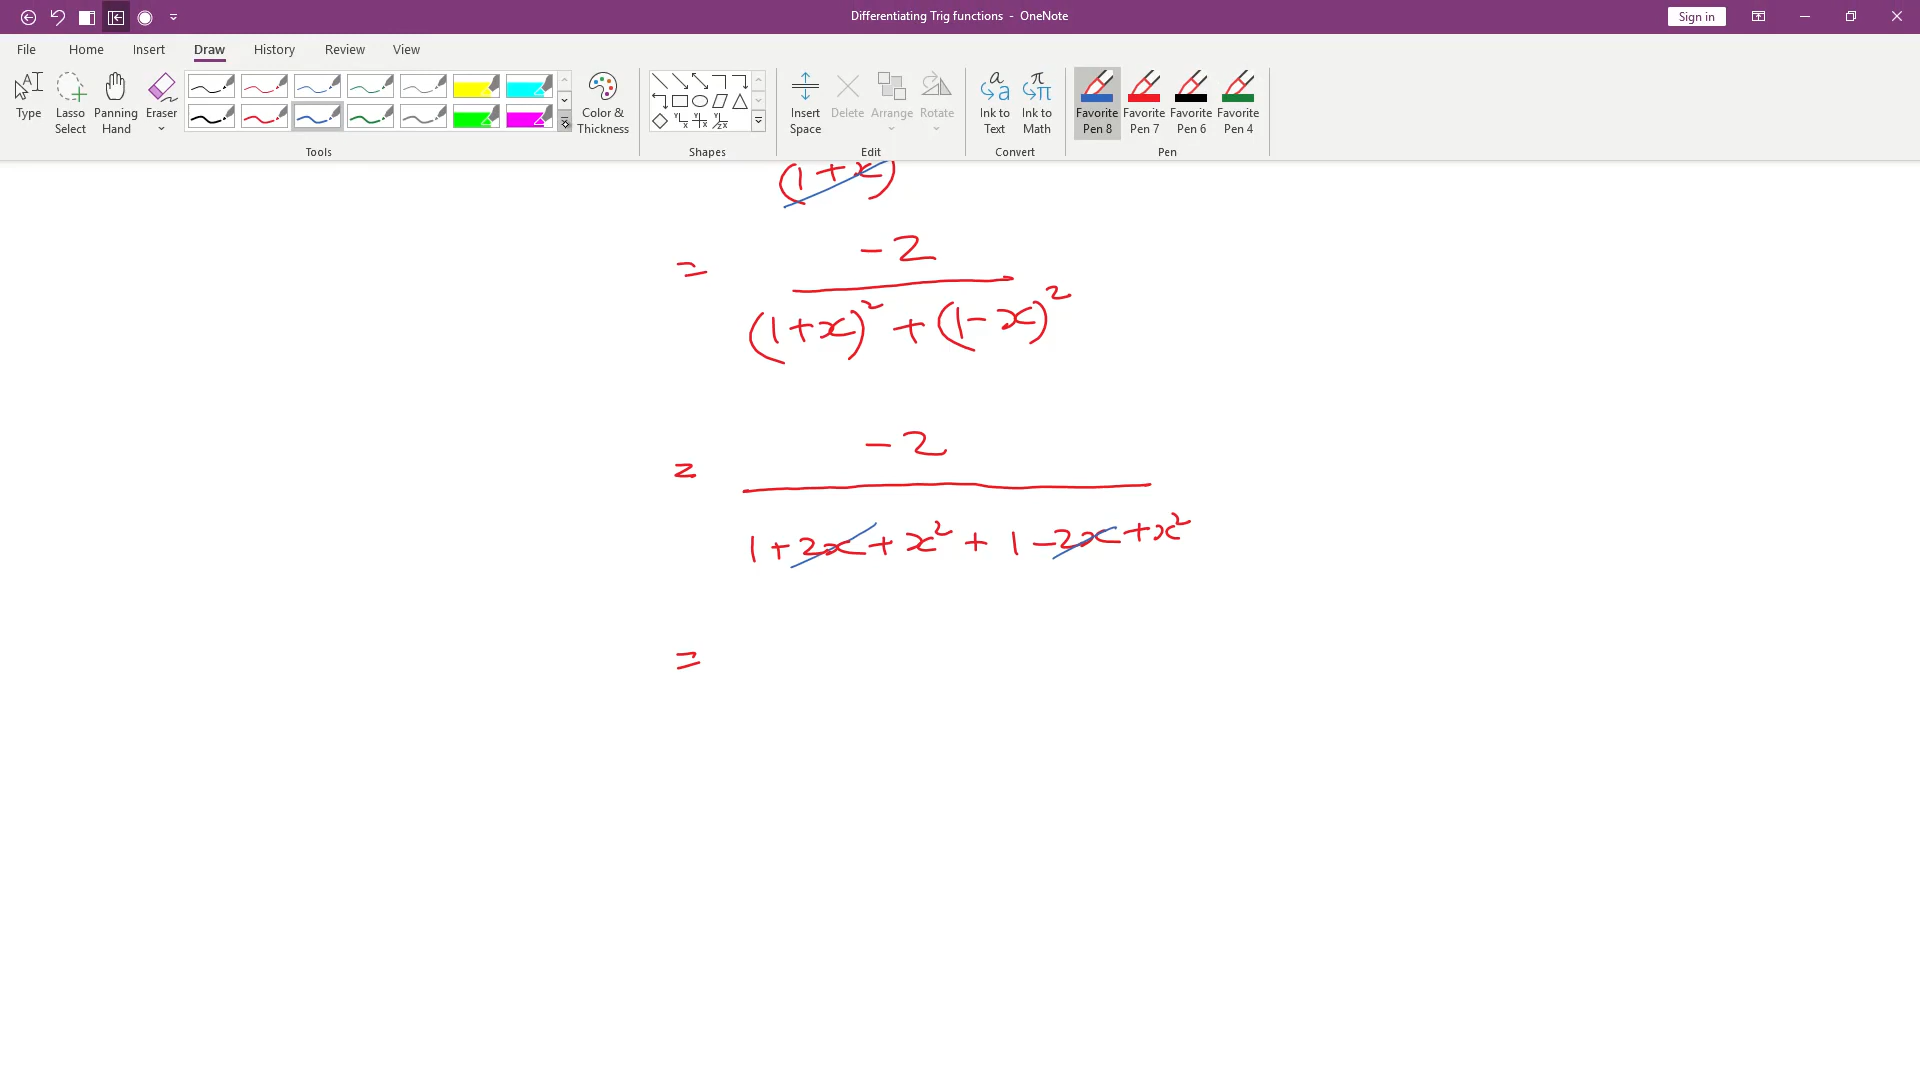 Differentiating Trig functions - OneNote
Sign in
File Home Insert Draw History Review View
Type Lasso Select Panning Hand Eraser Color & Thickness Insert Space Delete Arrange Rotate Ink to Text Ink to Math Favorite Pen 8 Favorite Pen 7 Favorite Pen 6 Favorite Pen 4
Tools Shapes Edit Convert Pen
(1+x)
-2
=
(1+x)² + (1-x)²
-2
=
1+2x+x² + 1-2x+x²
=